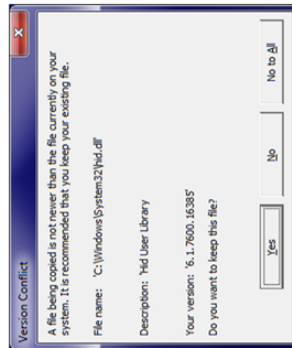 Version Conflict
A file being copied is not newer than the file currently on your
system. It is recommended that you keep your existing file.
File name: 'C:\Windows\System32\hid.dll'
Description: 'Hid User Library
Your version: '6.1.7600.16385'
Do you want to keep this file?
Yes
No
No to All